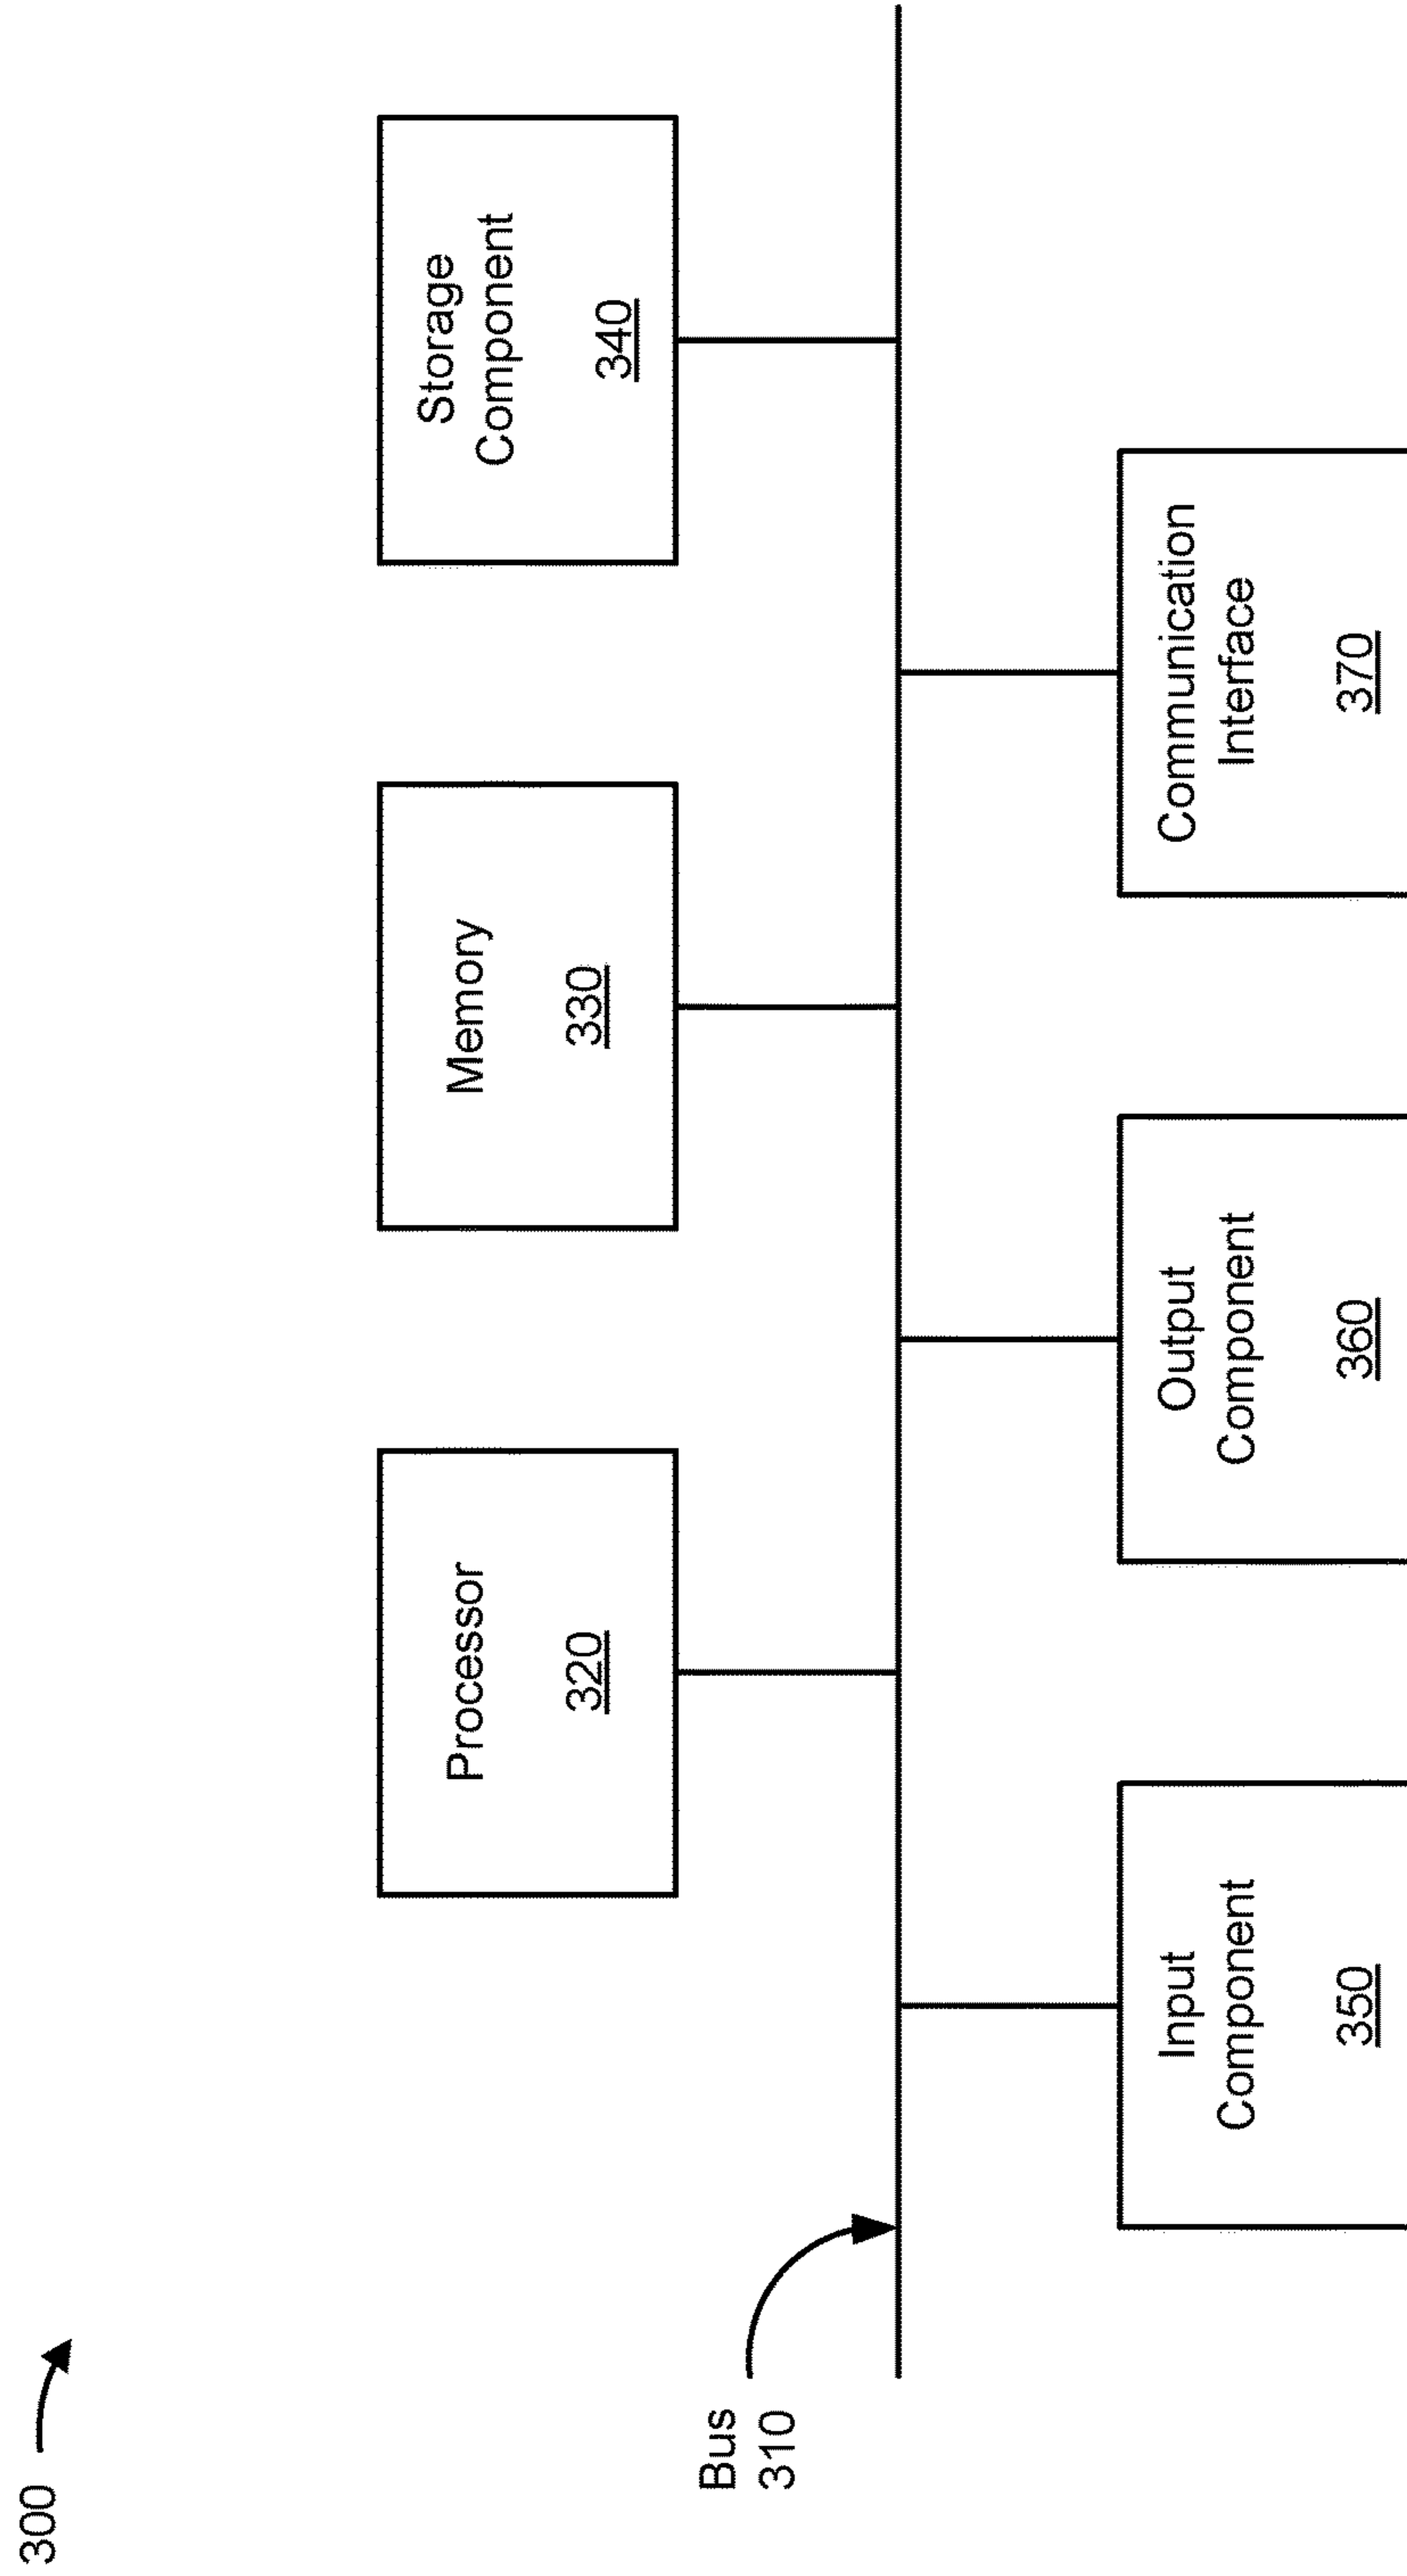 300
Bus
310
Processor
320
Memory
330
Storage
Component
340
Input
Component
350
Output
Component
360
Communication
Interface
370